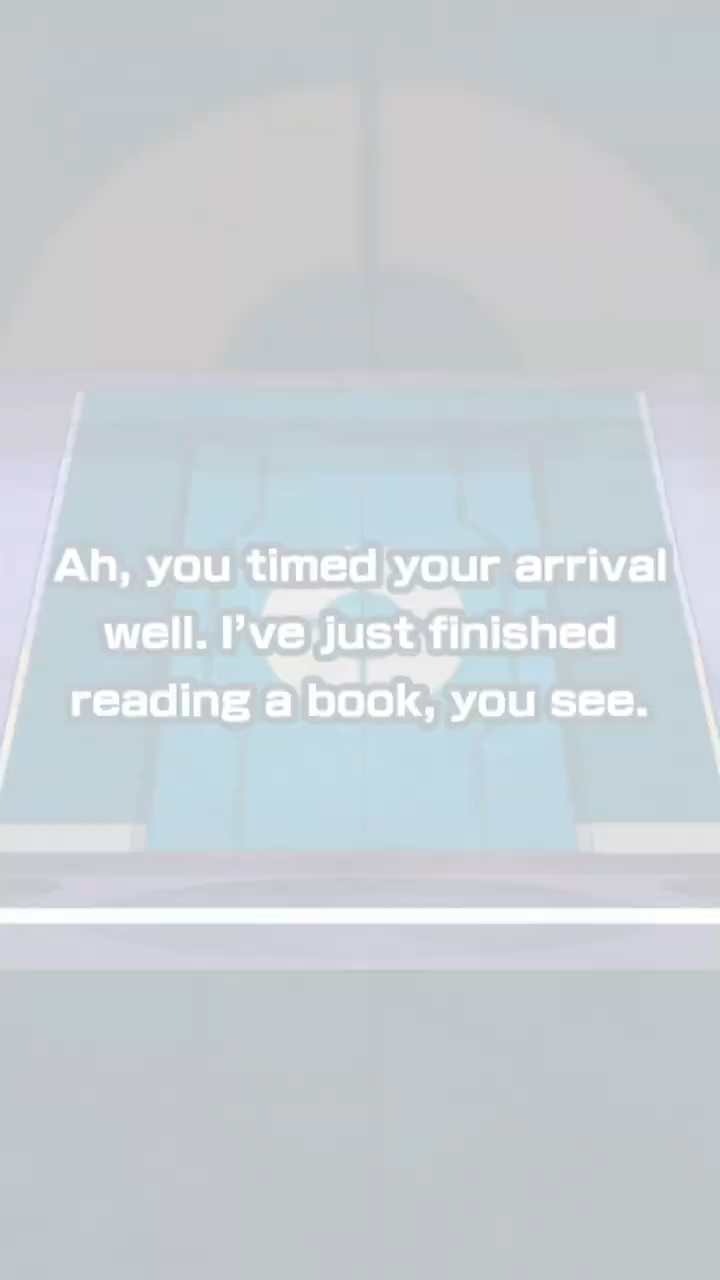 Ah, you timed your arrival
well. I’ve just finished
reading a book, you see.